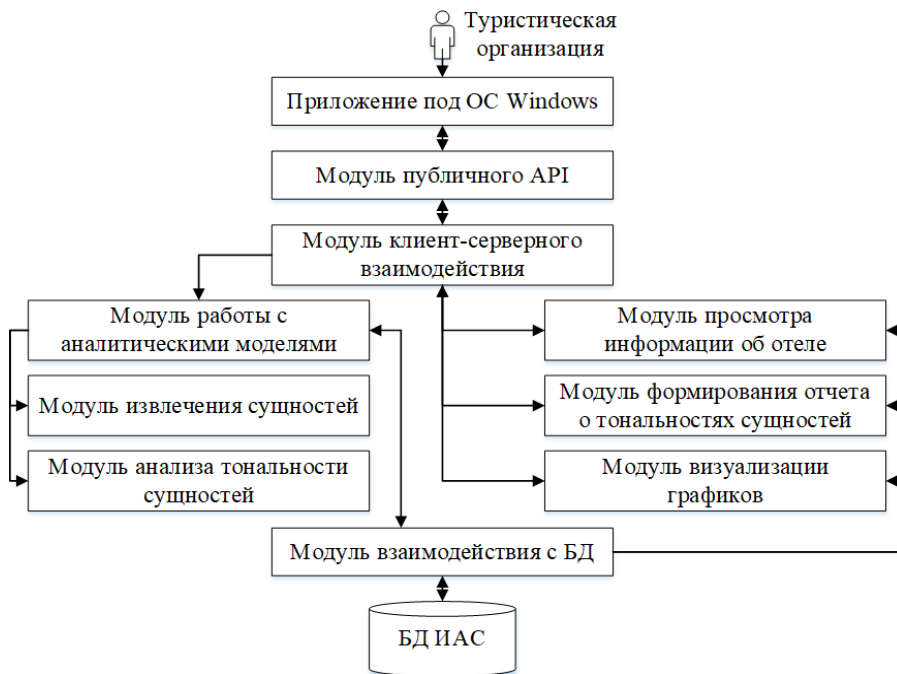 Туристическая
организация
Приложение под ОС Windows
Модуль публичного API
Модуль клиент-серверного
взаимодействия
Модуль работы с
аналитическими моделями
Модуль извлечения сущностей
Модуль анализа тональности
сущностей
Модуль просмотра
информации об отеле
Модуль формирования отчета
о тональностях сущностей
Модуль визуализации
графиков
Модуль взаимодействия с БД
БД ИАС